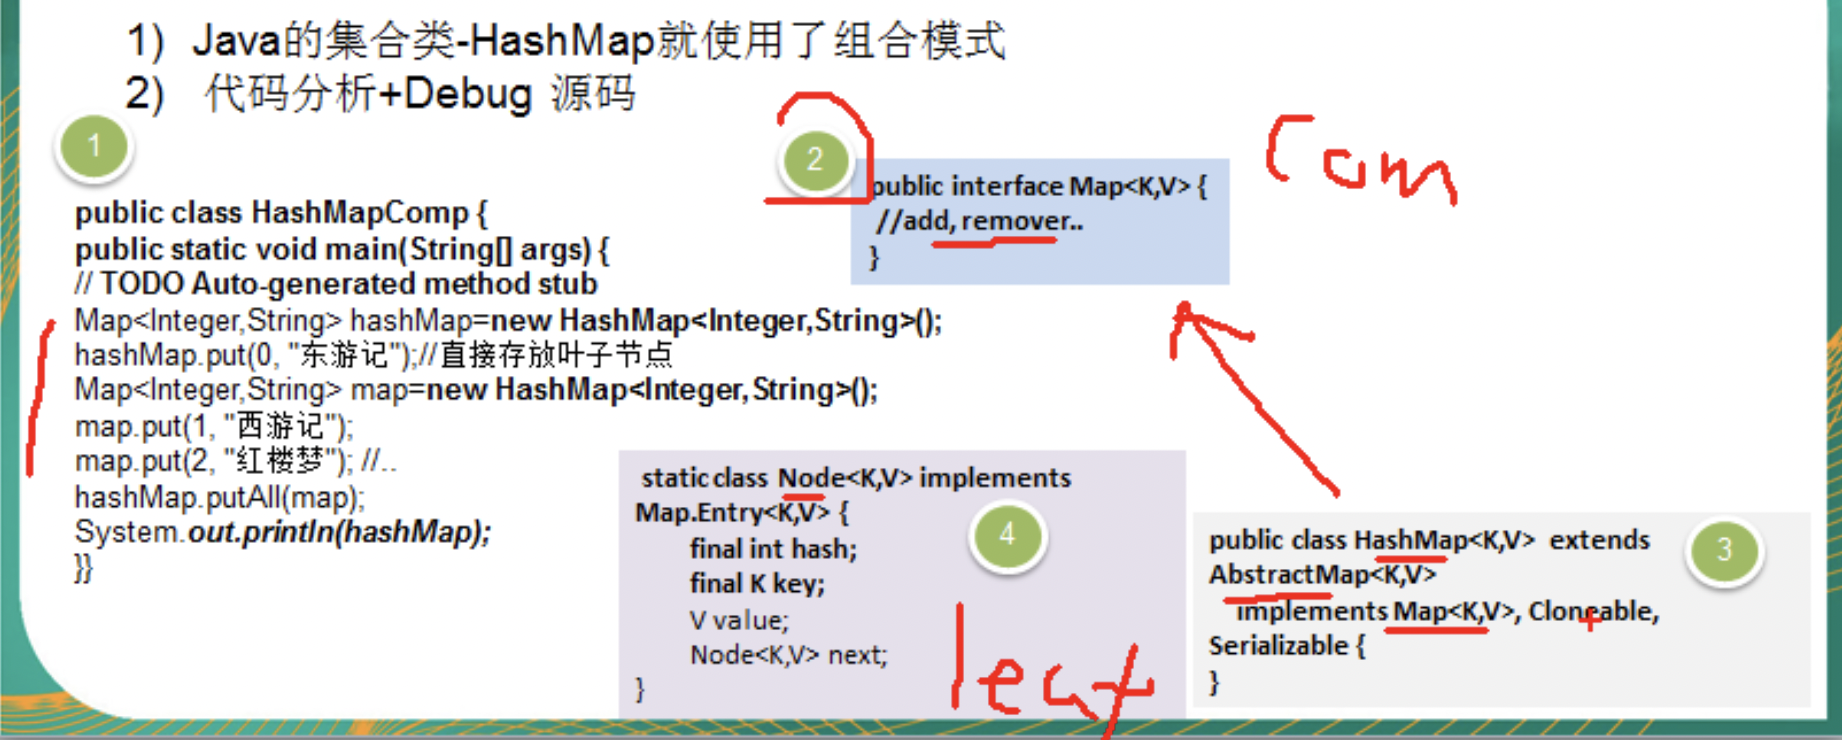 1) Java的集合类-HashMap就使用了组合模式
2) 代码分析+Debug 源码
1
public class HashMapComp {
public static void main(String[] args) {
// TODO Auto-generated method stub
Map<Integer,String> hashMap=new HashMap<Integer,String>();
hashMap.put(0, "东游记");//直接存放叶子节点
Map<Integer,String> map=new HashMap<Integer,String>();
map.put(1, "西游记");
map.put(2, "红楼梦"); //..
hashMap.putAll(map);
System.out.println(hashMap);
}}
2
public interface Map<K,V> {
//add, remover..
}
Com
static class Node<K,V> implements
Map.Entry<K,V> {
final int hash;
final K key;
V value;
Node<K,V> next;
}
4
leaf
public class HashMap<K,V> extends
AbstractMap<K,V>
implements Map<K,V>, Cloneable,
Serializable {
}
3